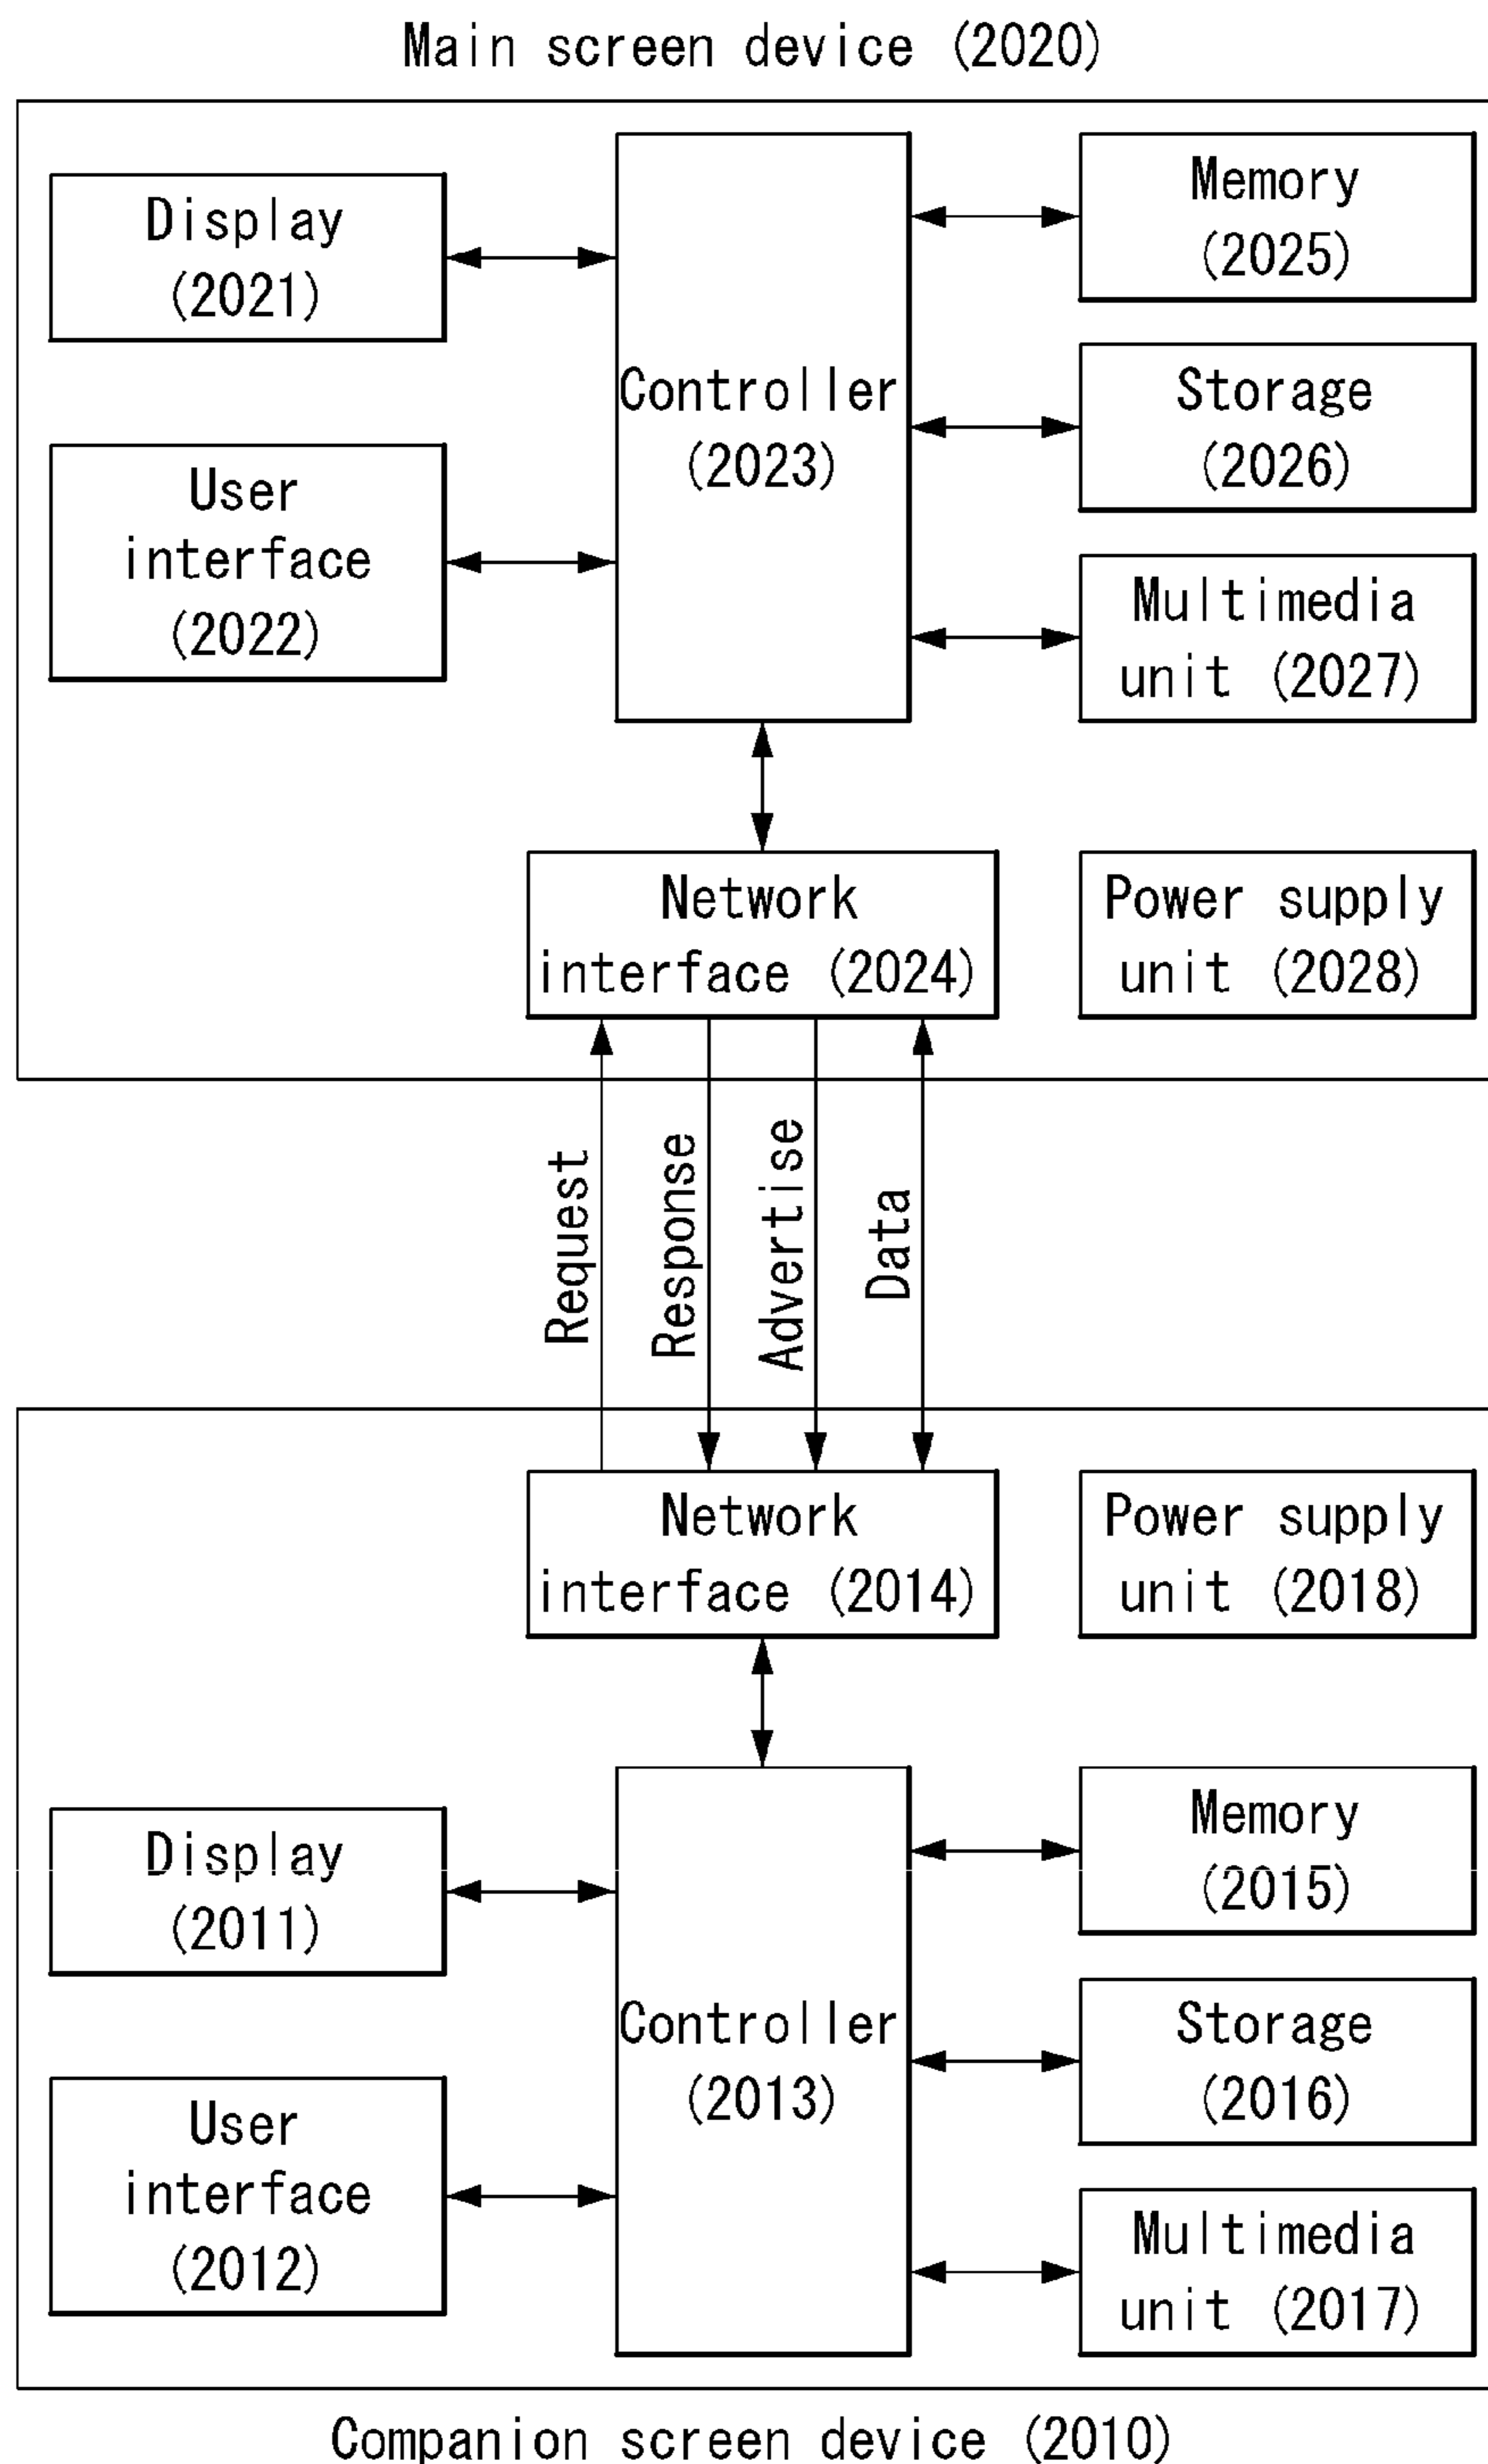 Main screen device (2020)
Display
(2021)
User
interface
(2022)
Controller
(2023)
Memory
(2025)
Storage
(2026)
Multimedia
unit (2027)
Network
interface (2024)
Power supply
unit (2028)
Request
Response
Advertise
Data
Network
interface (2014)
Power supply
unit (2018)
Display
(2011)
User
interface
(2012)
Controller
(2013)
Memory
(2015)
Storage
(2016)
Multimedia
unit (2017)
Companion screen device (2010)